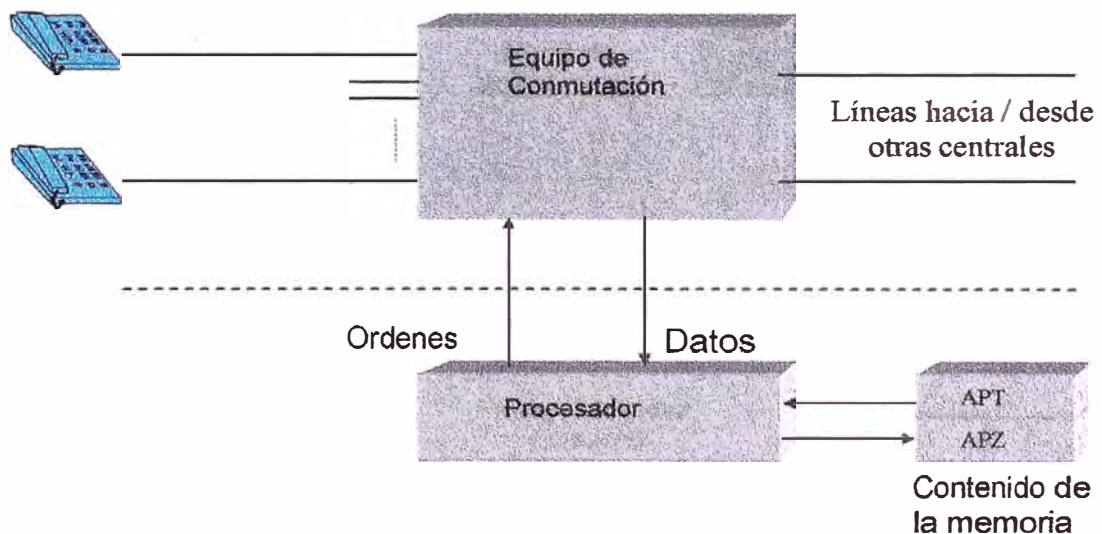 Equipo de
Conmutación
Líneas hacia / desde
otras centrales
Ordenes
Datos
Procesador
APT
APZ
Contenido de
la memoria